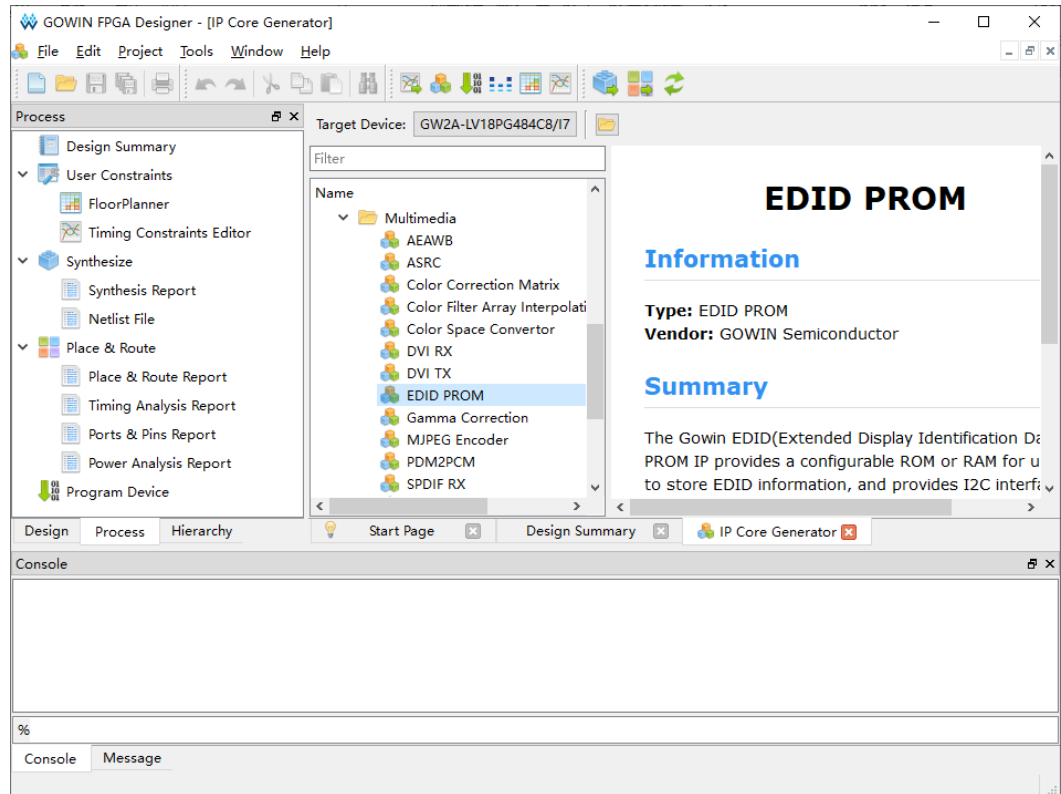 GOWIN FPGA Designer - [IP Core Generator]
File Edit Project Tools Window Help
Process
Design Summary
User Constraints
FloorPlanner
Timing Constraints Editor
Synthesize
Synthesis Report
Netlist File
Place & Route
Place & Route Report
Timing Analysis Report
Ports & Pins Report
Power Analysis Report
Program Device
Design Process Hierarchy
Target Device: GW2A-LV18PG484C8/I7
Filter
Name
Multimedia
AEAWB
ASRC
Color Correction Matrix
Color Filter Array Interpolati
Color Space Convertor
DVI RX
DVI TX
EDID PROM
Gamma Correction
MJPEG Encoder
PDM2PCM
SPDIF RX
EDID PROM
Information
Type: EDID PROM
Vendor: GOWIN Semiconductor
Summary
The Gowin EDID(Extended Display Identification Da
PROM IP provides a configurable ROM or RAM for u
to store EDID information, and provides I2C interfa
Start Page Design Summary IP Core Generator
Console
%
Console Message